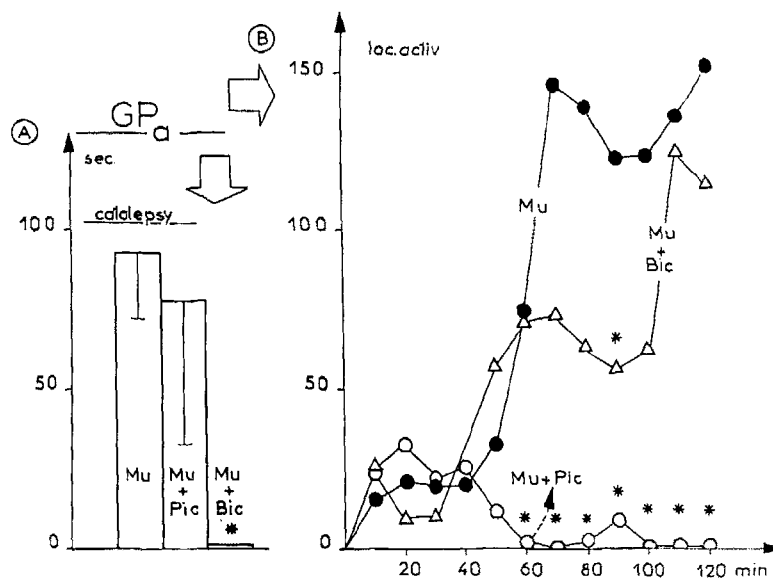 B
loc.activ
150
100
50
0
20 40 60 80 100 120 min
Mu
Mu
+
Bic
*
Mu+Pic
* * * * * * *
A
GPa
sec.
catalepsy
100
50
0
Mu
Mu
+
Pic
Mu
+
Bic
*